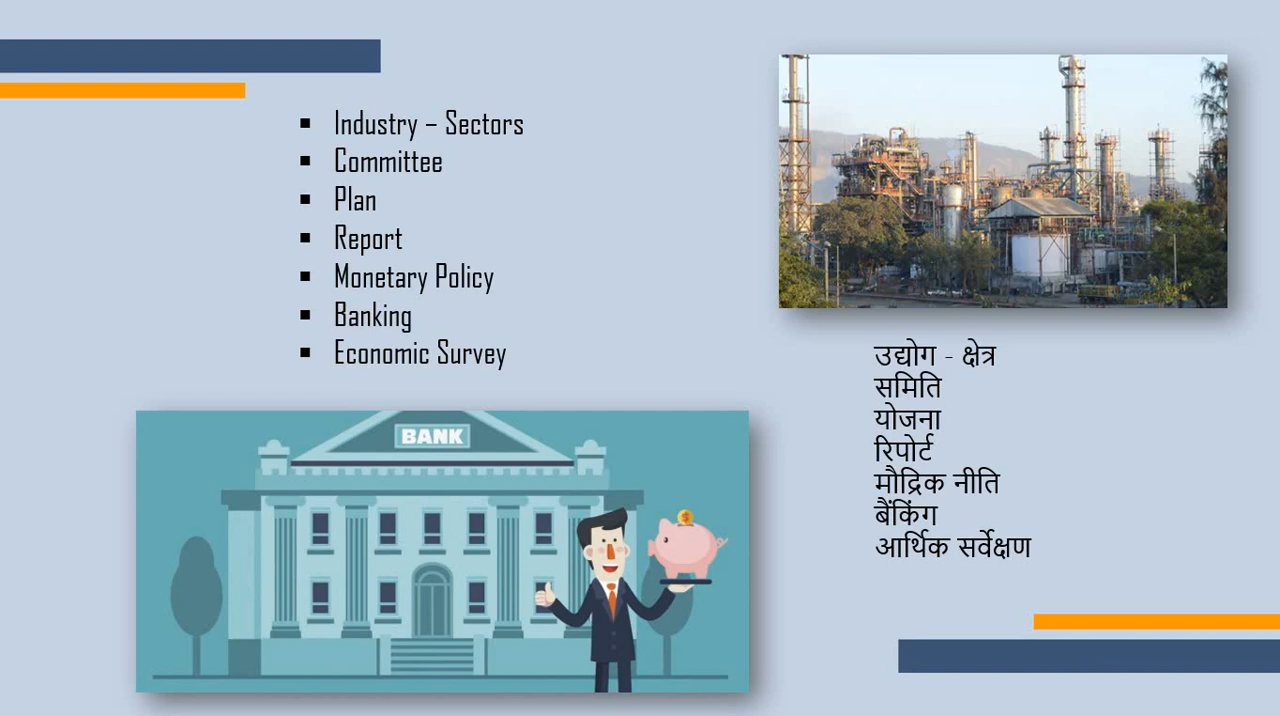 ▪ Industry – Sectors
▪ Committee
▪ Plan
▪ Report
▪ Monetary Policy
▪ Banking
▪ Economic Survey
उद्योग - क्षेत्र
समिति
योजना
रिपोर्ट
मौद्रिक नीति
बैंकिंग
आर्थिक सर्वेक्षण
BANK